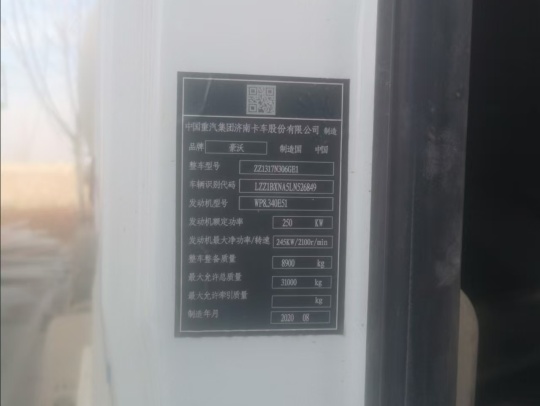 中国重汽集团济南卡车股份有限公司 制造
品牌 豪沃 制造国 中国
整车型号 ZZ1317N306GE1
车辆识别代码 LZZ1BXNA5LN526849
发动机型号 WP8.340E51
发动机额定功率 250 KW
发动机最大净功率/转速 245KW/2100r/min
整车整备质量 8900 kg
最大允许总质量 31000 kg
最大允许牵引质量 kg
制造年月 2020 08